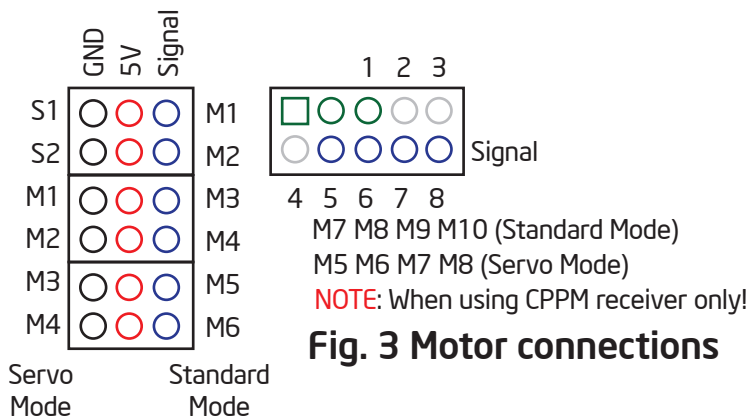 GND 5V Signal
S1 M1
S2 M2
M1 M3
M2 M4
M3 M5
M4 M6
Servo Mode
Standard Mode
1 2 3
Signal
4 5 6 7 8
M7 M8 M9 M10 (Standard Mode)
M5 M6 M7 M8 (Servo Mode)
NOTE: When using CPPM receiver only!
Fig. 3 Motor connections